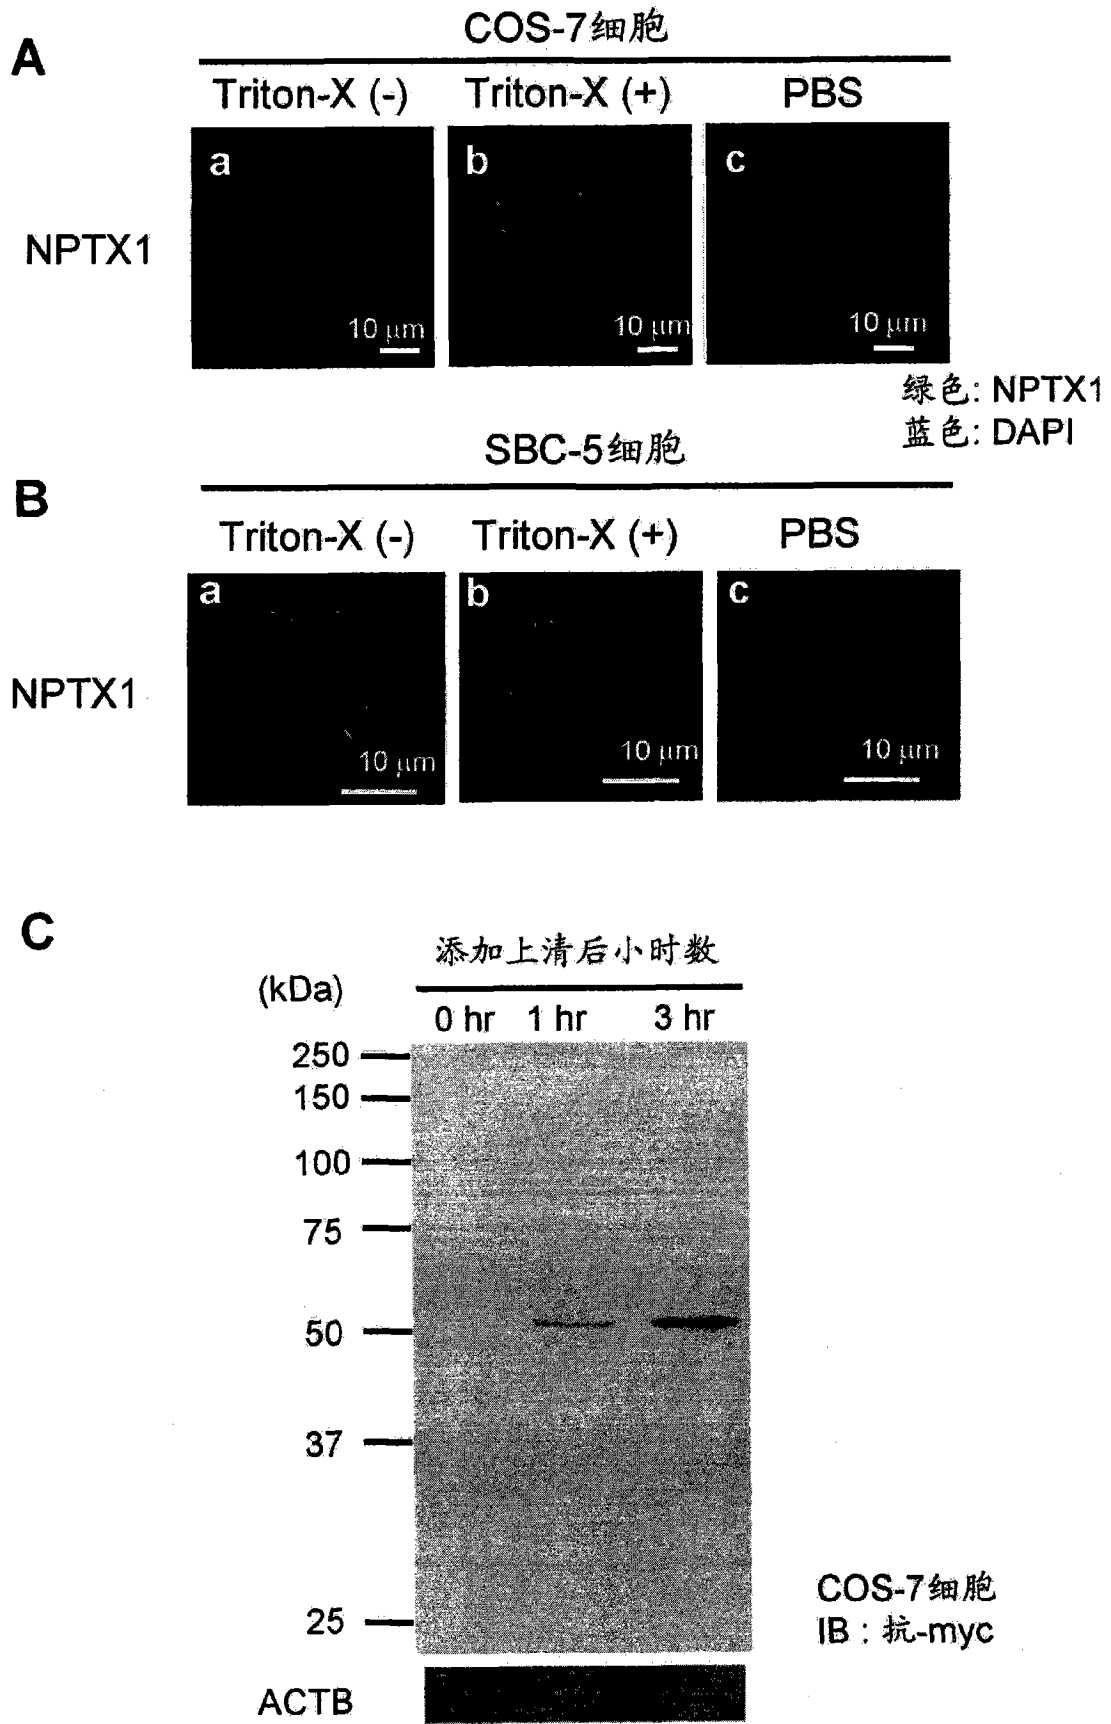 A
COS-7细胞
Triton-X (-) Triton-X (+) PBS
a b c
NPTX1
10 μm 10 μm 10 μm
绿色: NPTX1
蓝色: DAPI
B
SBC-5细胞
Triton-X (-) Triton-X (+) PBS
a b c
NPTX1
10 μm 10 μm 10 μm
C
添加上清后小时数
(kDa)
0 hr 1 hr 3 hr
250
150
100
75
50
37
25
COS-7细胞
IB : 抗-myc
ACTB